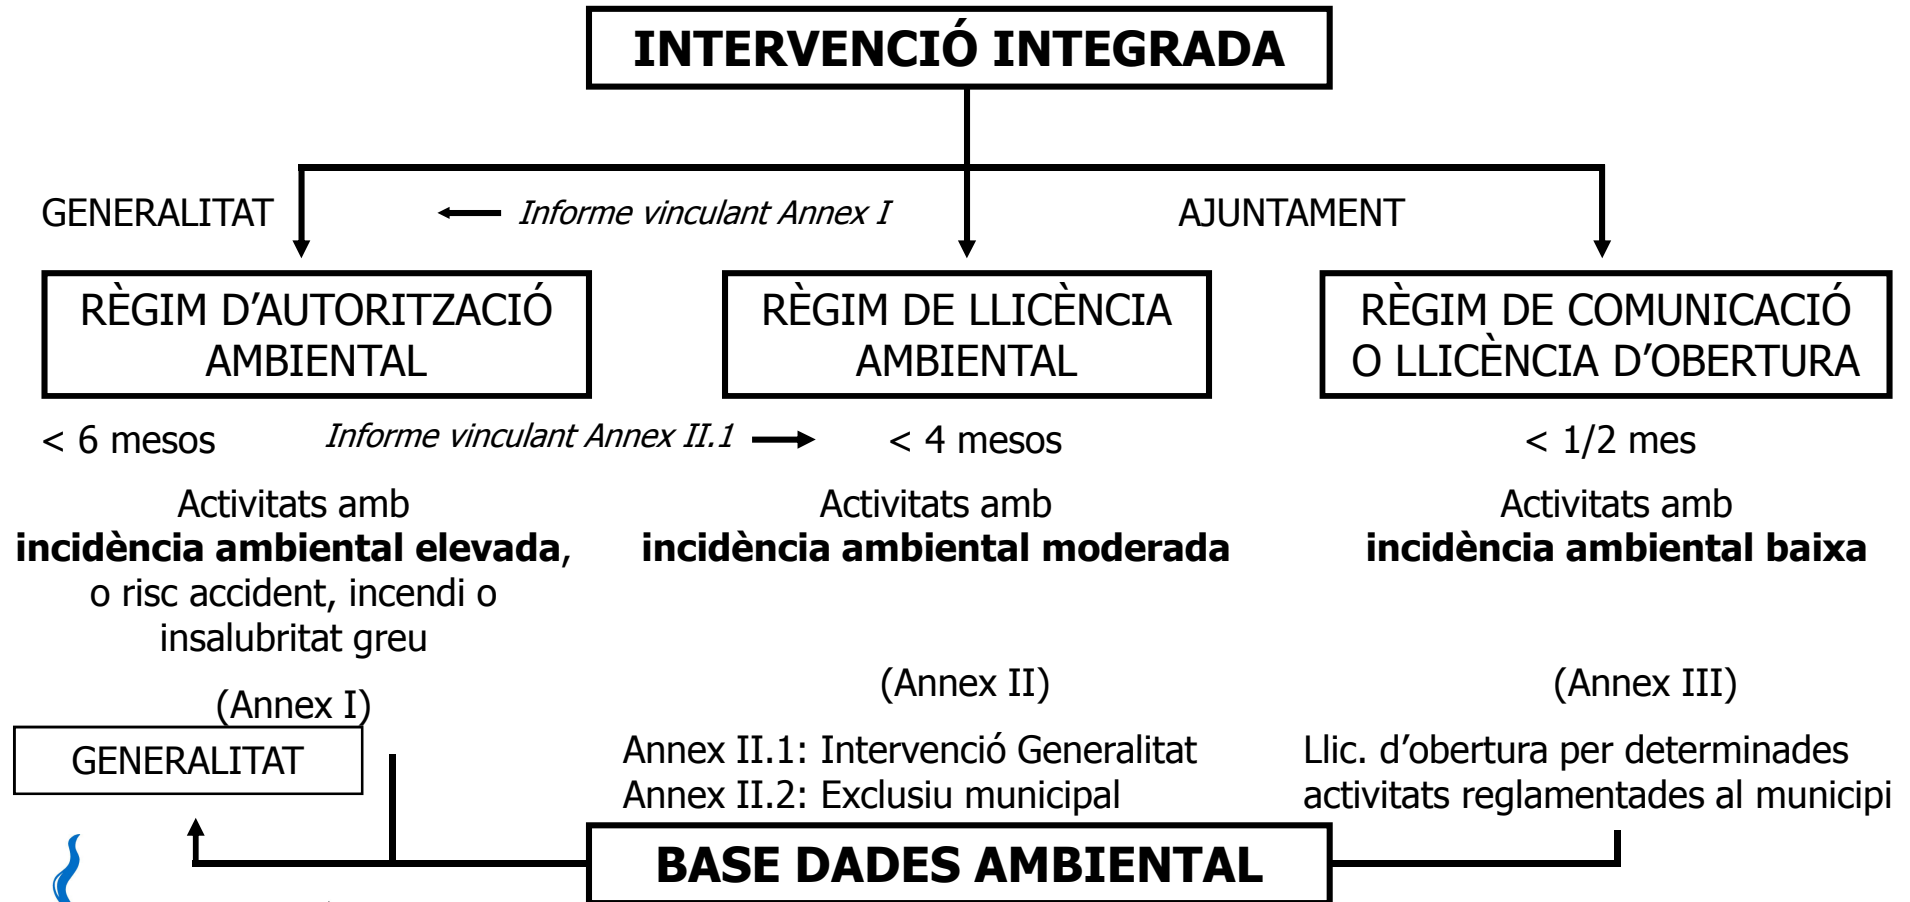 INTERVENCIÓ INTEGRADA
GENERALITAT
Informe vinculant Annex I
AJUNTAMENT
RÈGIM D’AUTORITZACIÓ
AMBIENTAL
RÈGIM DE LLICÈNCIA
AMBIENTAL
RÈGIM DE COMUNICACIÓ
O LLICÈNCIA D’OBERTURA
< 6 mesos
Informe vinculant Annex II.1
< 4 mesos
< 1/2 mes
Activitats amb
incidència ambiental elevada,
o risc accident, incendi o
insalubritat greu
(Annex I)
Activitats amb
incidència ambiental moderada
(Annex II)
Annex II.1: Intervenció Generalitat
Annex II.2: Exclusiu municipal
Activitats amb
incidència ambiental baixa
(Annex III)
Llic. d’obertura per determinades
activitats reglamentades al municipi
GENERALITAT
BASE DADES AMBIENTAL